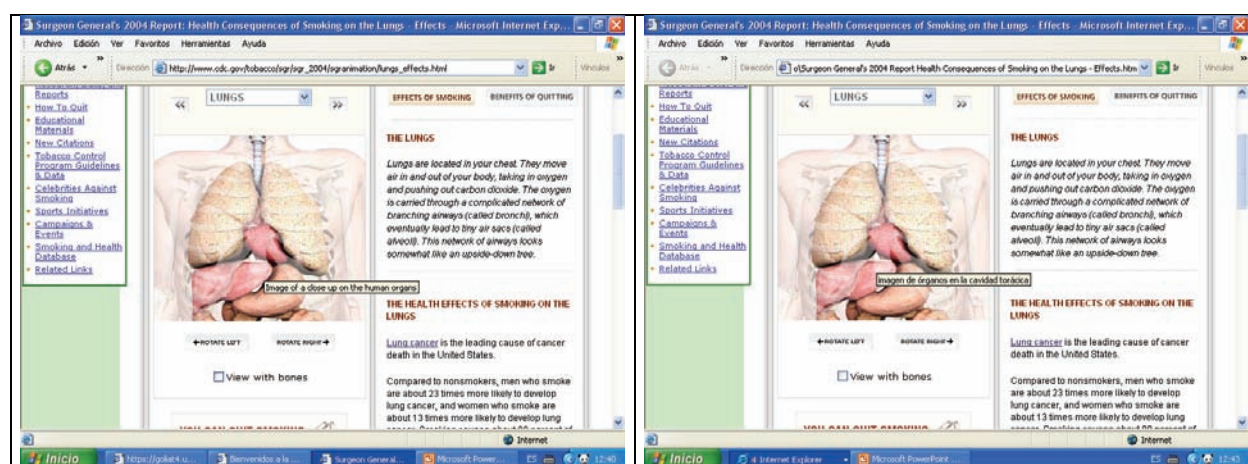 Surgeon General's 2004 Report: Health Consequences of Smoking on the Lungs - Effects - Microsoft Internet Exp...
Archivo Edición Ver Favoritos Herramientas Ayuda
Atrás Dirección http://www.cdc.gov/tobacco/sgr/sgr_2004/sgranimation/lungs_effects.html Ir Vínculos
Reports
How To Quit
Educational
Materials
New Citations
Tobacco Control
Program Guidelines
& Data
Celebrities Against
Smoking
Sports Initiatives
Campaigns &
Events
Smoking and Health
Database
Related Links
LUNGS
Image of a close up on the human organs
ROTATE LEFT ROTATE RIGHT
View with bones
YOU CAN QUIT SMOKING
EFFECTS OF SMOKING BENEFITS OF QUITTING
THE LUNGS
Lungs are located in your chest. They move
air in and out of your body, taking in oxygen
and pushing out carbon dioxide. The oxygen
is carried through a complicated network of
branching airways (called bronchi), which
eventually lead to tiny air sacs (called
alveoli). This network of airways looks
somewhat like an upside-down tree.
THE HEALTH EFFECTS OF SMOKING ON THE
LUNGS
Lung cancer is the leading cause of cancer
death in the United States.
Compared to nonsmokers, men who smoke
are about 23 times more likely to develop
lung cancer, and women who smoke are
about 13 times more likely to develop lung
Internet
Inicio https://goliat4.u... Bienvenidos a la ... Surgeon General... Microsoft Power... ES 12:40
Surgeon General's 2004 Report: Health Consequences of Smoking on the Lungs - Effects - Microsoft Internet Exp...
Archivo Edición Ver Favoritos Herramientas Ayuda
Atrás Dirección o\Surgeon General's 2004 Report Health Consequences of Smoking on the Lungs - Effects.htm Ir Vínculos
Reports
How To Quit
Educational
Materials
New Citations
Tobacco Control
Program Guidelines
& Data
Celebrities Against
Smoking
Sports Initiatives
Campaigns &
Events
Smoking and Health
Database
Related Links
LUNGS
Imagen de órganos en la cavidad torácica
ROTATE LEFT ROTATE RIGHT
View with bones
YOU CAN QUIT SMOKING
EFFECTS OF SMOKING BENEFITS OF QUITTING
THE LUNGS
Lungs are located in your chest. They move
air in and out of your body, taking in oxygen
and pushing out carbon dioxide. The oxygen
is carried through a complicated network of
branching airways (called bronchi), which
eventually lead to tiny air sacs (called
alveoli). This network of airways looks
somewhat like an upside-down tree.
THE HEALTH EFFECTS OF SMOKING ON THE
LUNGS
Lung cancer is the leading cause of cancer
death in the United States.
Compared to nonsmokers, men who smoke
are about 23 times more likely to develop
lung cancer, and women who smoke are
about 13 times more likely to develop lung
Internet
Inicio 4 Internet Explorer Microsoft PowerPoint ... ES 12:43